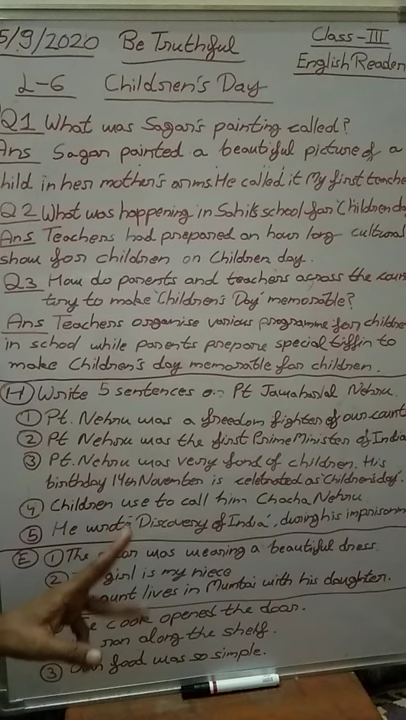 5/9/2020 Be Truthful Class-III
English Reader
L-6 Children's Day
Q1 What was Sagar's painting called?
Ans Sagar painted a beautiful picture of a
hild in her mother's arms. He called it My first teache
Q2 What was happening in Sahil's school for 'Children da
Ans Teachers had prepared an hour long cultural
show for children on Children day.
Q3 How do parents and teachers across the coun
try to make 'Children's Day' memorable?
Ans Teachers organise various programme for childre
in school while parents prepare special tiffin to
make Children's day memorable for children.
(H) Write 5 sentences on Pt Jawaharlal Nehru.
(1) Pt. Nehru was a freedom fighter of our count
(2) Pt Nehru was the first Prime Minister of India
(3) Pt. Nehru was very fond of children. His
birthday 14th November is celebrated as 'Children's day'.
(4) Children use to call him Chacha Nehru
(5) He wrote 'Discovery of India', during his imprisonm
(E) (1) The was wearing a beautiful dress.
(2) girl is my niece
lives in Mumbai with his daughter.
cook opened the door.
ran along the shelf.
(3) food was so simple.